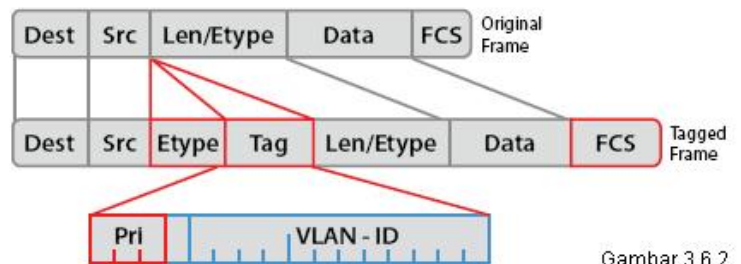 Dest Src Len/Etype Data FCS Original Frame
Dest Src Etype Tag Len/Etype Data FCS Tagged Frame
Pri VLAN - ID
Gambar 3.6.2